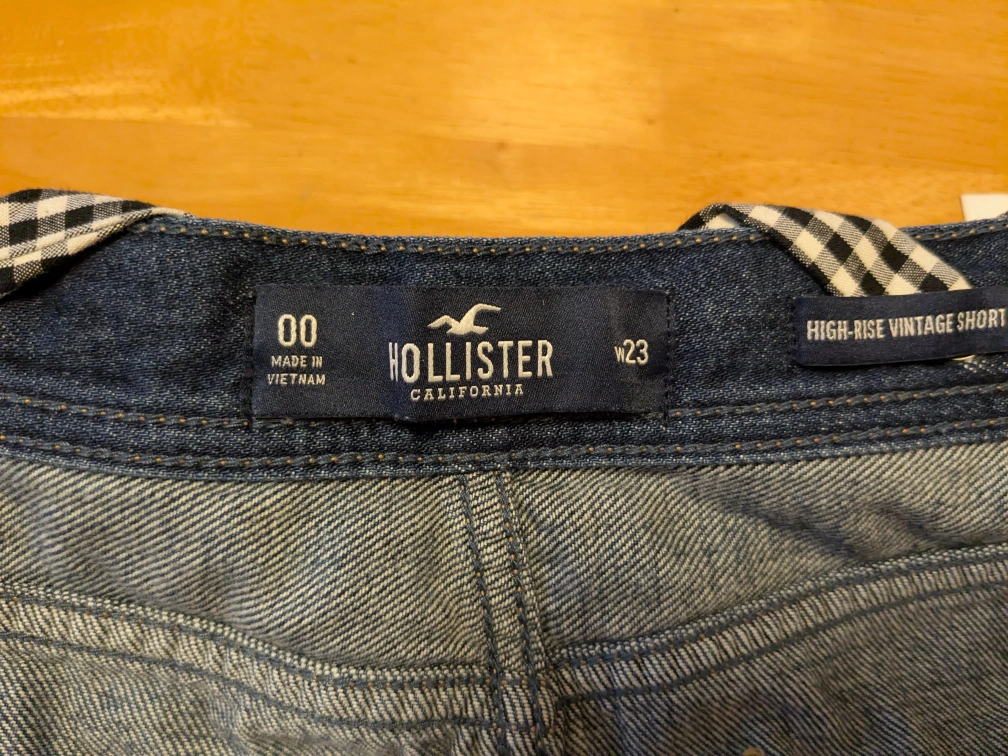 00
MADE IN
VIETNAM
HOLLISTER
CALIFORNIA
W23
HIGH-RISE VINTAGE SHORT